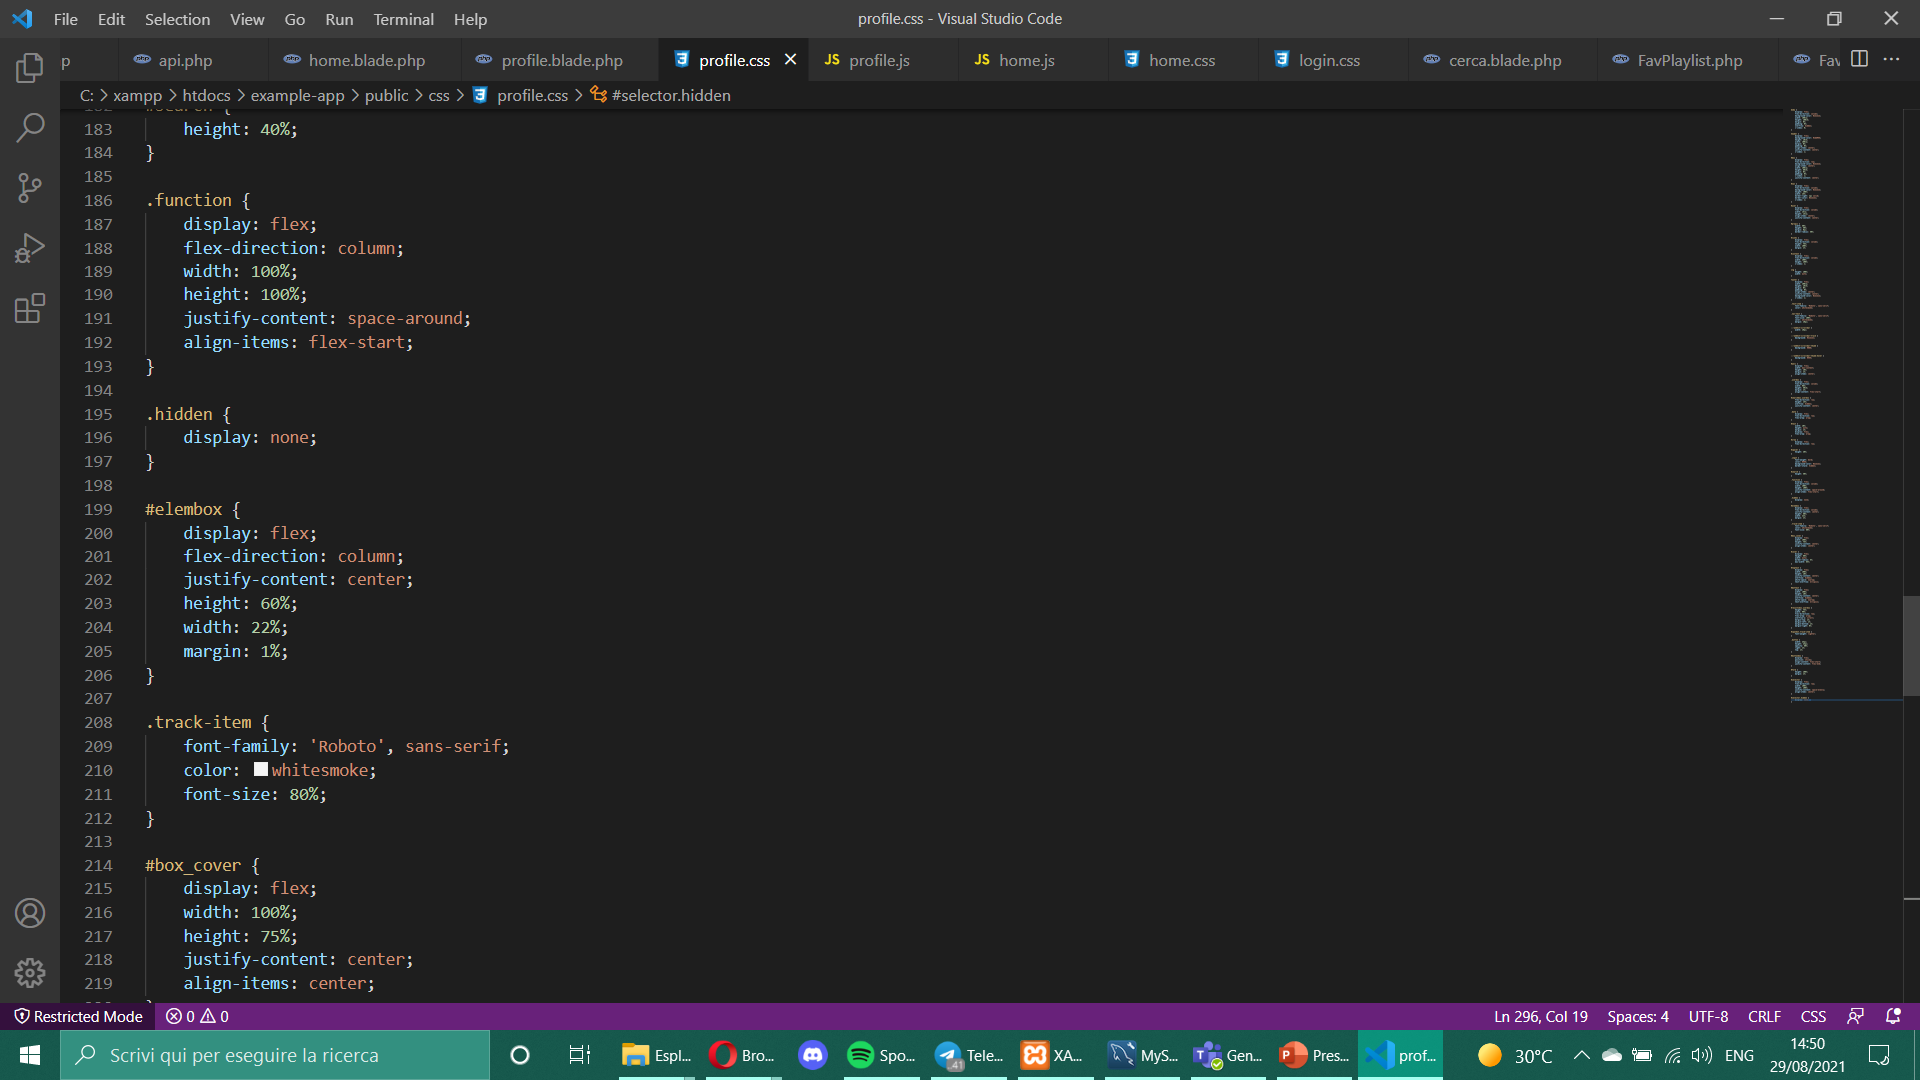 File Edit Selection View Go Run Terminal Help
profile.css - Visual Studio Code
p api.php home.blade.php profile.blade.php profile.css JS profile.js JS home.js home.css login.css cerca.blade.php FavPlaylist.php Fav
C: > xampp > htdocs > example-app > public > css > profile.css > #selector.hidden
183 height: 40%;
184 }
185
186 .function {
187 display: flex;
188 flex-direction: column;
189 width: 100%;
190 height: 100%;
191 justify-content: space-around;
192 align-items: flex-start;
193 }
194
195 .hidden {
196 display: none;
197 }
198
199 #elembox {
200 display: flex;
201 flex-direction: column;
202 justify-content: center;
203 height: 60%;
204 width: 22%;
205 margin: 1%;
206 }
207
208 .track-item {
209 font-family: 'Roboto', sans-serif;
210 color: whitesmoke;
211 font-size: 80%;
212 }
213
214 #box_cover {
215 display: flex;
216 width: 100%;
217 height: 75%;
218 justify-content: center;
219 align-items: center;
Restricted Mode 0 0 Ln 296, Col 19 Spaces: 4 UTF-8 CRLF CSS
Scrivi qui per eseguire la ricerca Espl... Bro... Spo... Tele... XA... MyS... Gen... Pres... prof... 30°C ENG
14:50
29/08/2021